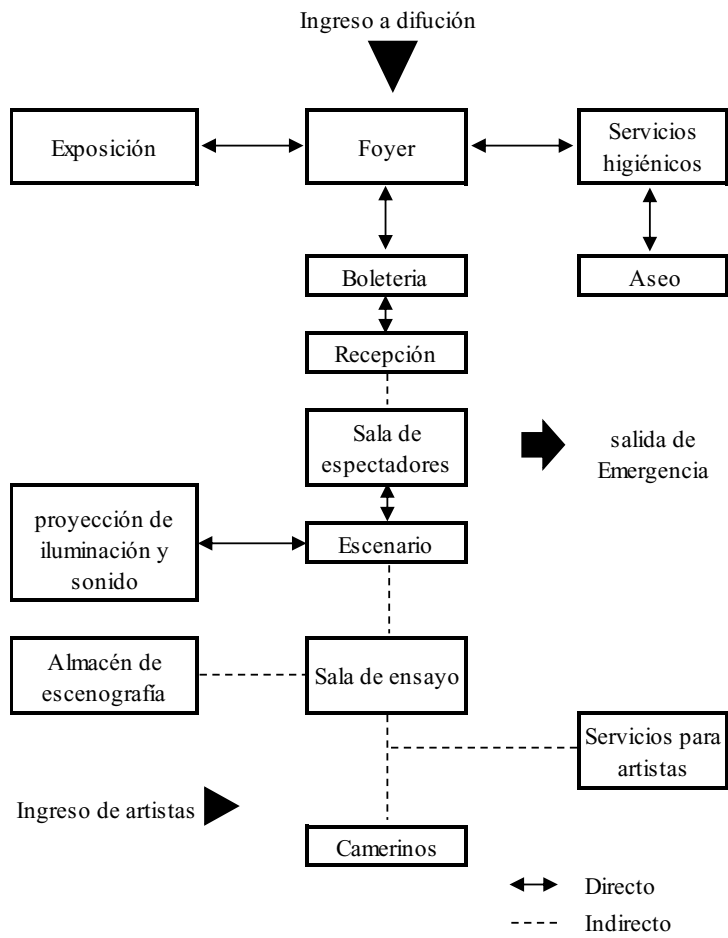 Ingreso a difución
Exposición
Foyer
Servicios
higiénicos
Boleteria
Aseo
Recepción
Sala de
espectadores
salida de
Emergencia
proyección de
iluminación y
sonido
Escenario
Almacén de
escenografía
Sala de ensayo
Servicios para
artistas
Ingreso de artistas
Camerinos
Directo
Indirecto